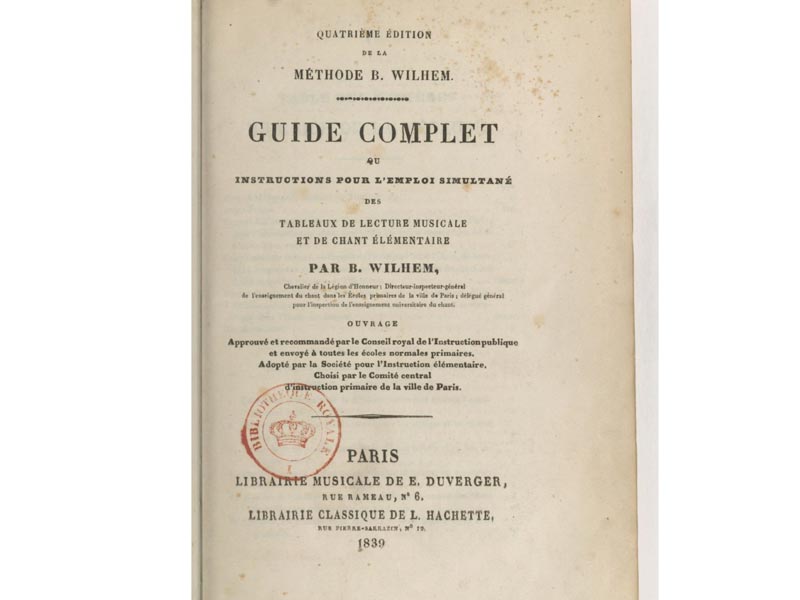 QUATRIÈME ÉDITION
DE LA
MÉTHODE B. WILHEM.
GUIDE COMPLET
OU
INSTRUCTIONS POUR L'EMPLOI SIMULTANÉ
DES
TABLEAUX DE LECTURE MUSICALE
ET DE CHANT ÉLÉMENTAIRE
PAR B. WILHEM,
Chevalier de la Légion d'Honneur; Directeur-inspecteur-général
de l'enseignement du chant dans les Écoles primaires de la ville de Paris; délégué général
pour l'inspection de l'enseignement universitaire du chant.
OUVRAGE
Approuvé et recommandé par le Conseil royal de l'Instruction publique
et envoyé à toutes les écoles normales primaires.
Adopté par la Société pour l'Instruction élémentaire.
Choisi par le Comité central
d'instruction primaire de la ville de Paris.
BIBLIOTHEQUE ROYALE
I
PARIS
LIBRAIRIE MUSICALE DE E. DUVERGER,
RUE RAMEAU, N° 6.
LIBRAIRIE CLASSIQUE DE L. HACHETTE,
RUE PIERRE-SARRAZIN, N° 12.
1839